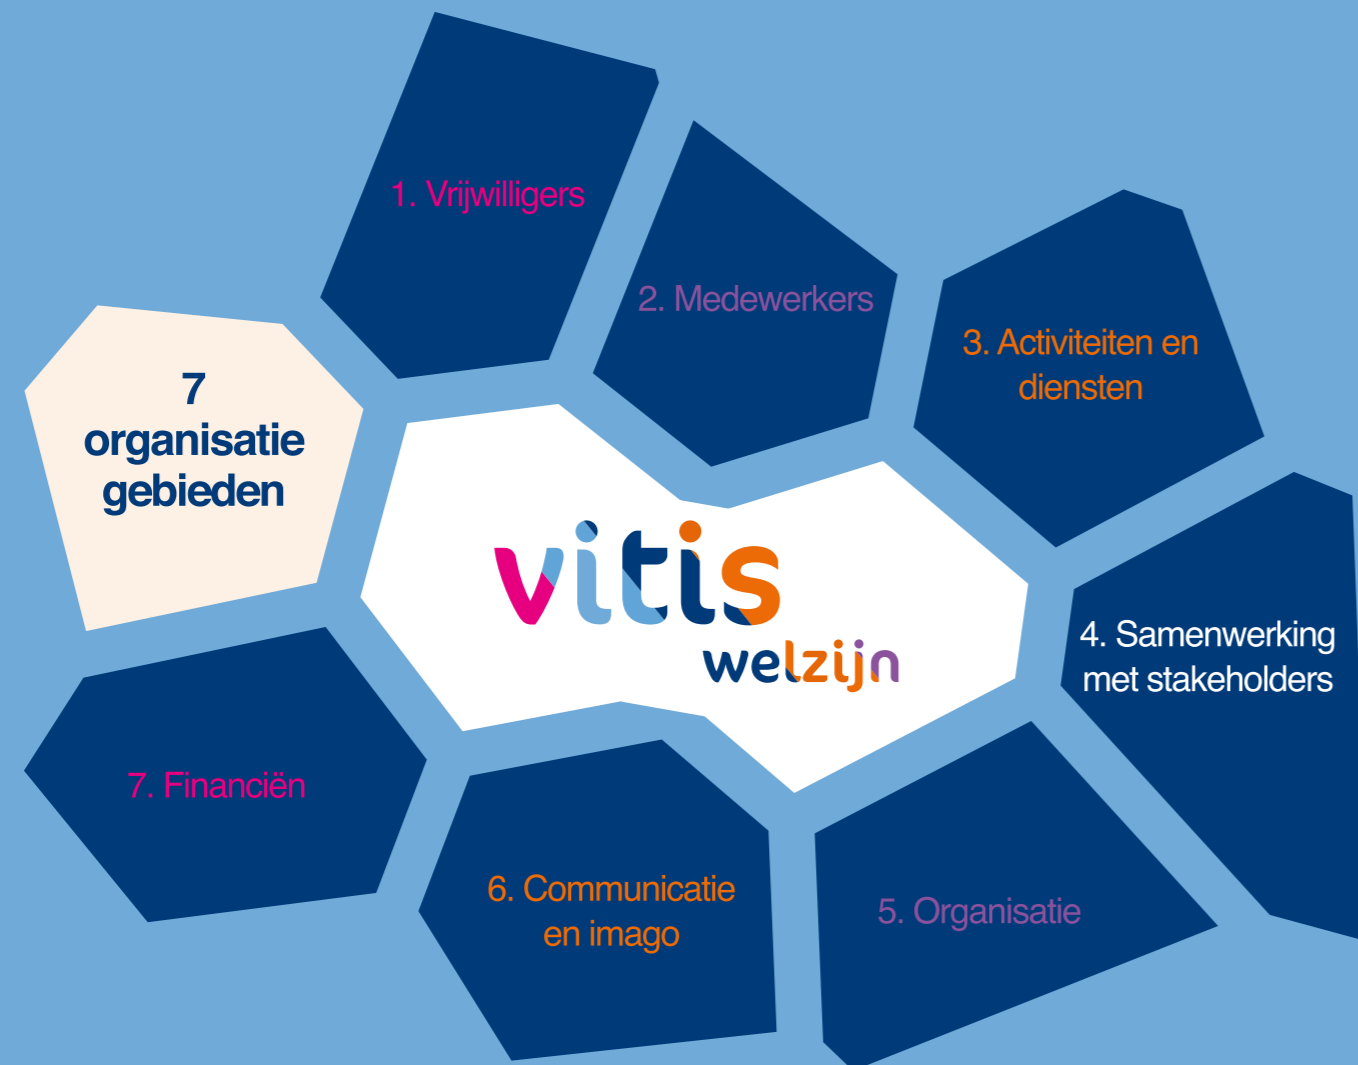 7
organisatie
gebieden
1. Vrijwilligers
2. Medewerkers
3. Activiteiten en
diensten
4. Samenwerking
met stakeholders
5. Organisatie
6. Communicatie
en imago
7. Financiën
vitis
welzijn